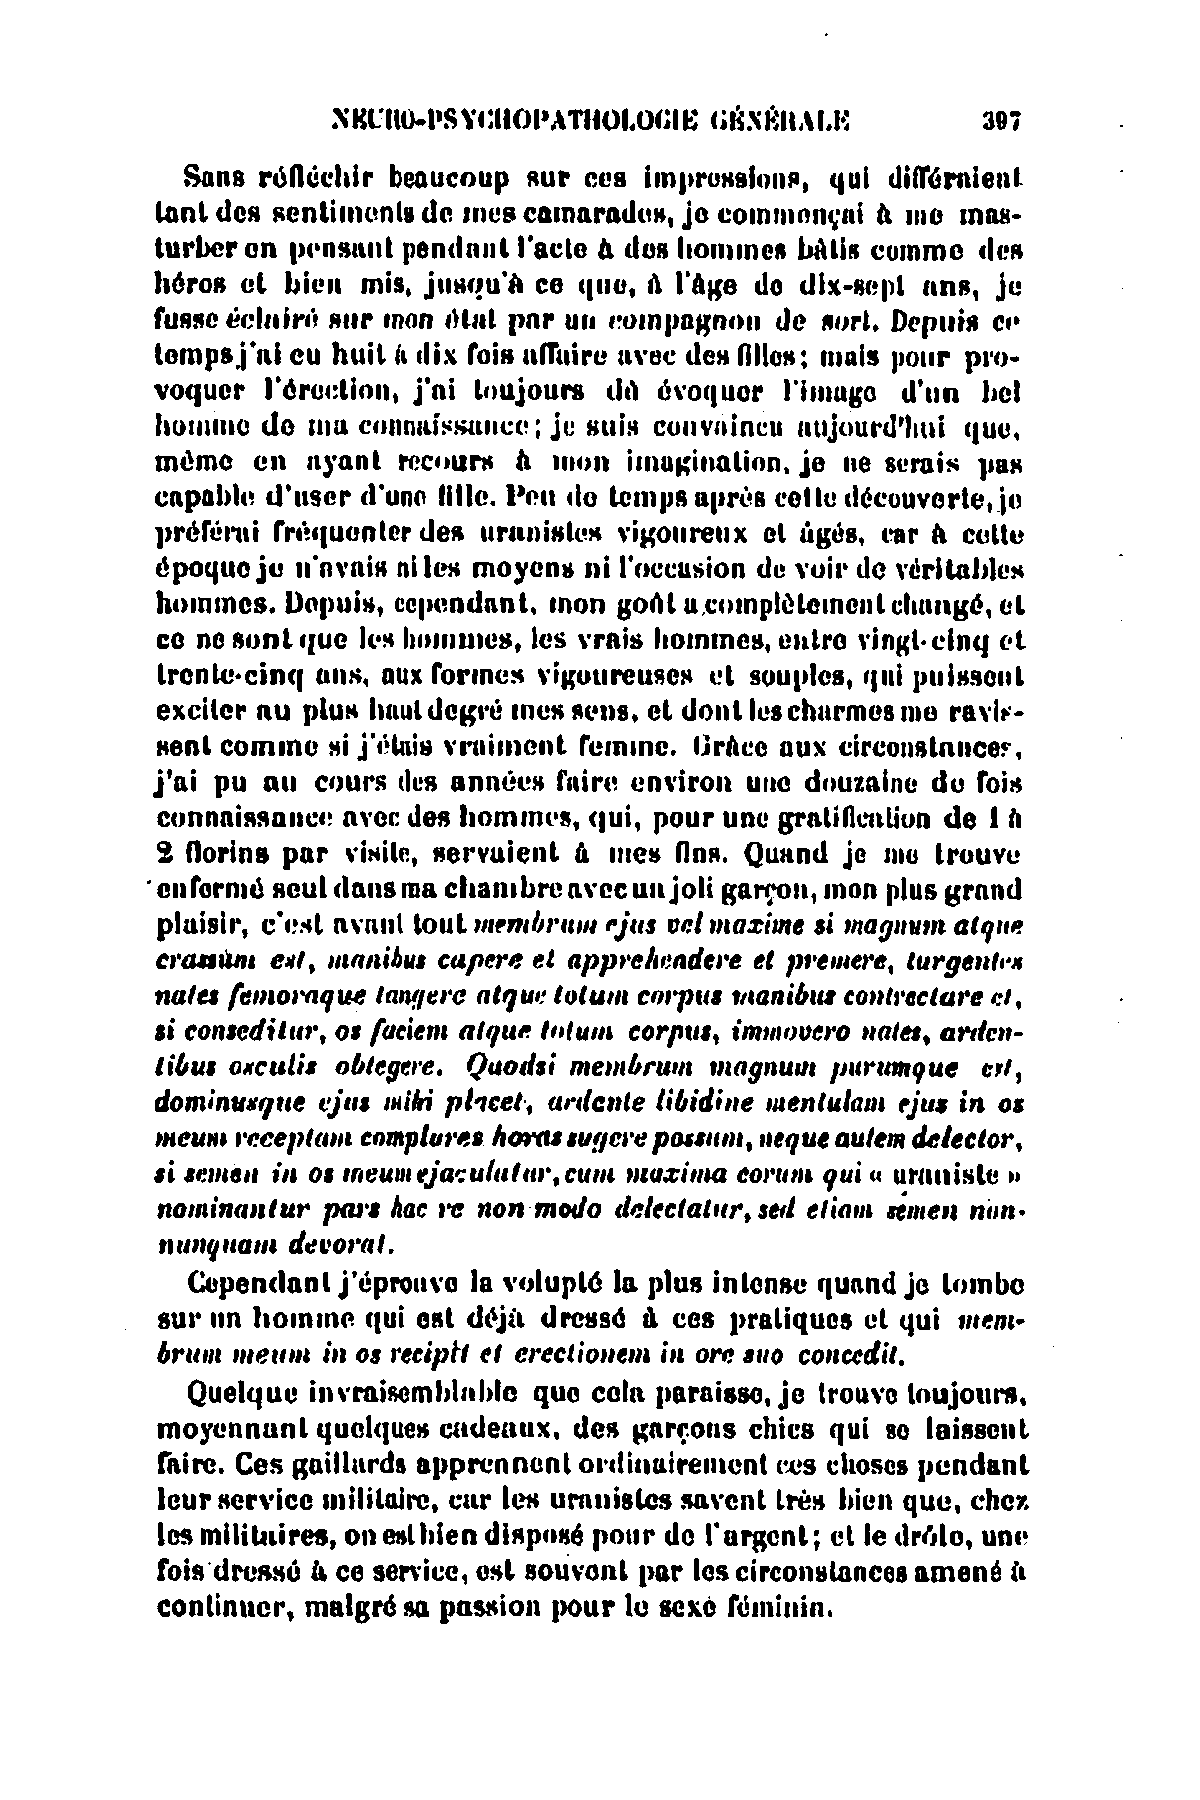 NEURO-PSYCHOPATHOLOGIE GÉNÉRALE 397
Sans réfléchir beaucoup sur ces impressions, qui différaient
tant des sentiments de mes camarades, je commençai à me mas-
turber en pensant pendant l'acte à des hommes bâtis comme des
héros et bien mis, jusqu'à ce que, à l'âge de dix-sept ans, je
fusse éclairé sur mon état par un compagnon de sort. Depuis ce
temps j'ai eu huit à dix fois affaire avec des filles; mais pour pro-
voquer l'érection, j'ai toujours dû évoquer l'image d'un bel
homme de ma connaissance; je suis convaincu aujourd'hui que,
même en ayant recours à mon imagination, je ne serais pas
capable d'user d'une fille. Peu de temps après cette découverte, je
préférai fréquenter des uranistes vigoureux et âgés, car à cette
époque je n'avais ni les moyens ni l'occasion de voir de véritables
hommes. Depuis, cependant, mon goût a complètement changé, et
ce ne sont que les hommes, les vrais hommes, entre vingt-cinq et
trente-cinq ans, aux formes vigoureuses et souples, qui puissent
exciter au plus haut degré mes sens, et dont les charmes me ravis-
sent comme si j'étais vraiment femme. Grâce aux circonstances,
j'ai pu au cours des années faire environ une douzaine de fois
connaissance avec des hommes, qui, pour une gratification de 1 à
2 florins par visite, servaient à mes fins. Quand je me trouve
enfermé seul dans ma chambre avec un joli garçon, mon plus grand
plaisir, c'est avant tout membrum ejus vel maxime si magnum atque
crassum est, manibus capere et apprehendere et premere, turgentes
nates femoraque tangere atque totum corpus manibus contrectare et,
si conseditur, os faciem atque totum corpus, immovero nates, arden-
tibus osculis obtegere. Quodsi membrum magnum purumque est,
dominusque ejus mihi placet, ardente libidine mentulam ejus in os
meum receptam complures horas sugere possum, neque autem delector,
si semen in os meum ejaculatur, cum maxima eorum qui « uraniste »
nominantur pars hac re non modo delectatur, sed etiam semen non-
nunquam devorat.
Cependant j'éprouve la volupté la plus intense quand je tombe
sur un homme qui est déjà dressé à ces pratiques et qui mem-
brum meum in os recipit et erectionem in ore suo concedit.
Quelque invraisemblable que cela paraisse, je trouve toujours,
moyennant quelques cadeaux, des garçons chics qui se laissent
faire. Ces gaillards apprennent ordinairement ces choses pendant
leur service militaire, car les uranistes savent très bien que, chez
les militaires, on est bien disposé pour de l'argent; et le drôle, une
fois dressé à ce service, est souvent par les circonstances amené à
continuer, malgré sa passion pour le sexe féminin.